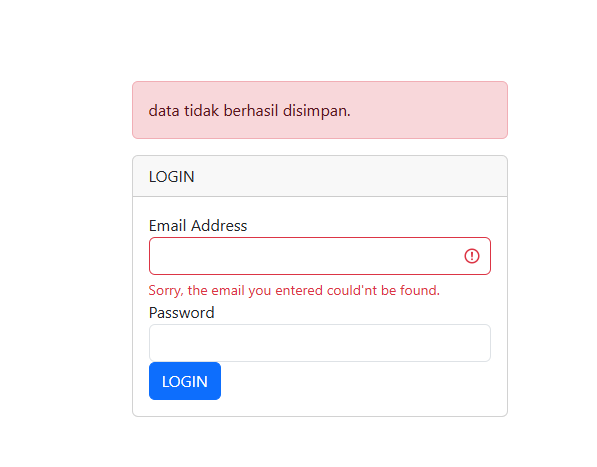 data tidak berhasil disimpan.
LOGIN
Email Address
Sorry, the email you entered could'nt be found.
Password
LOGIN